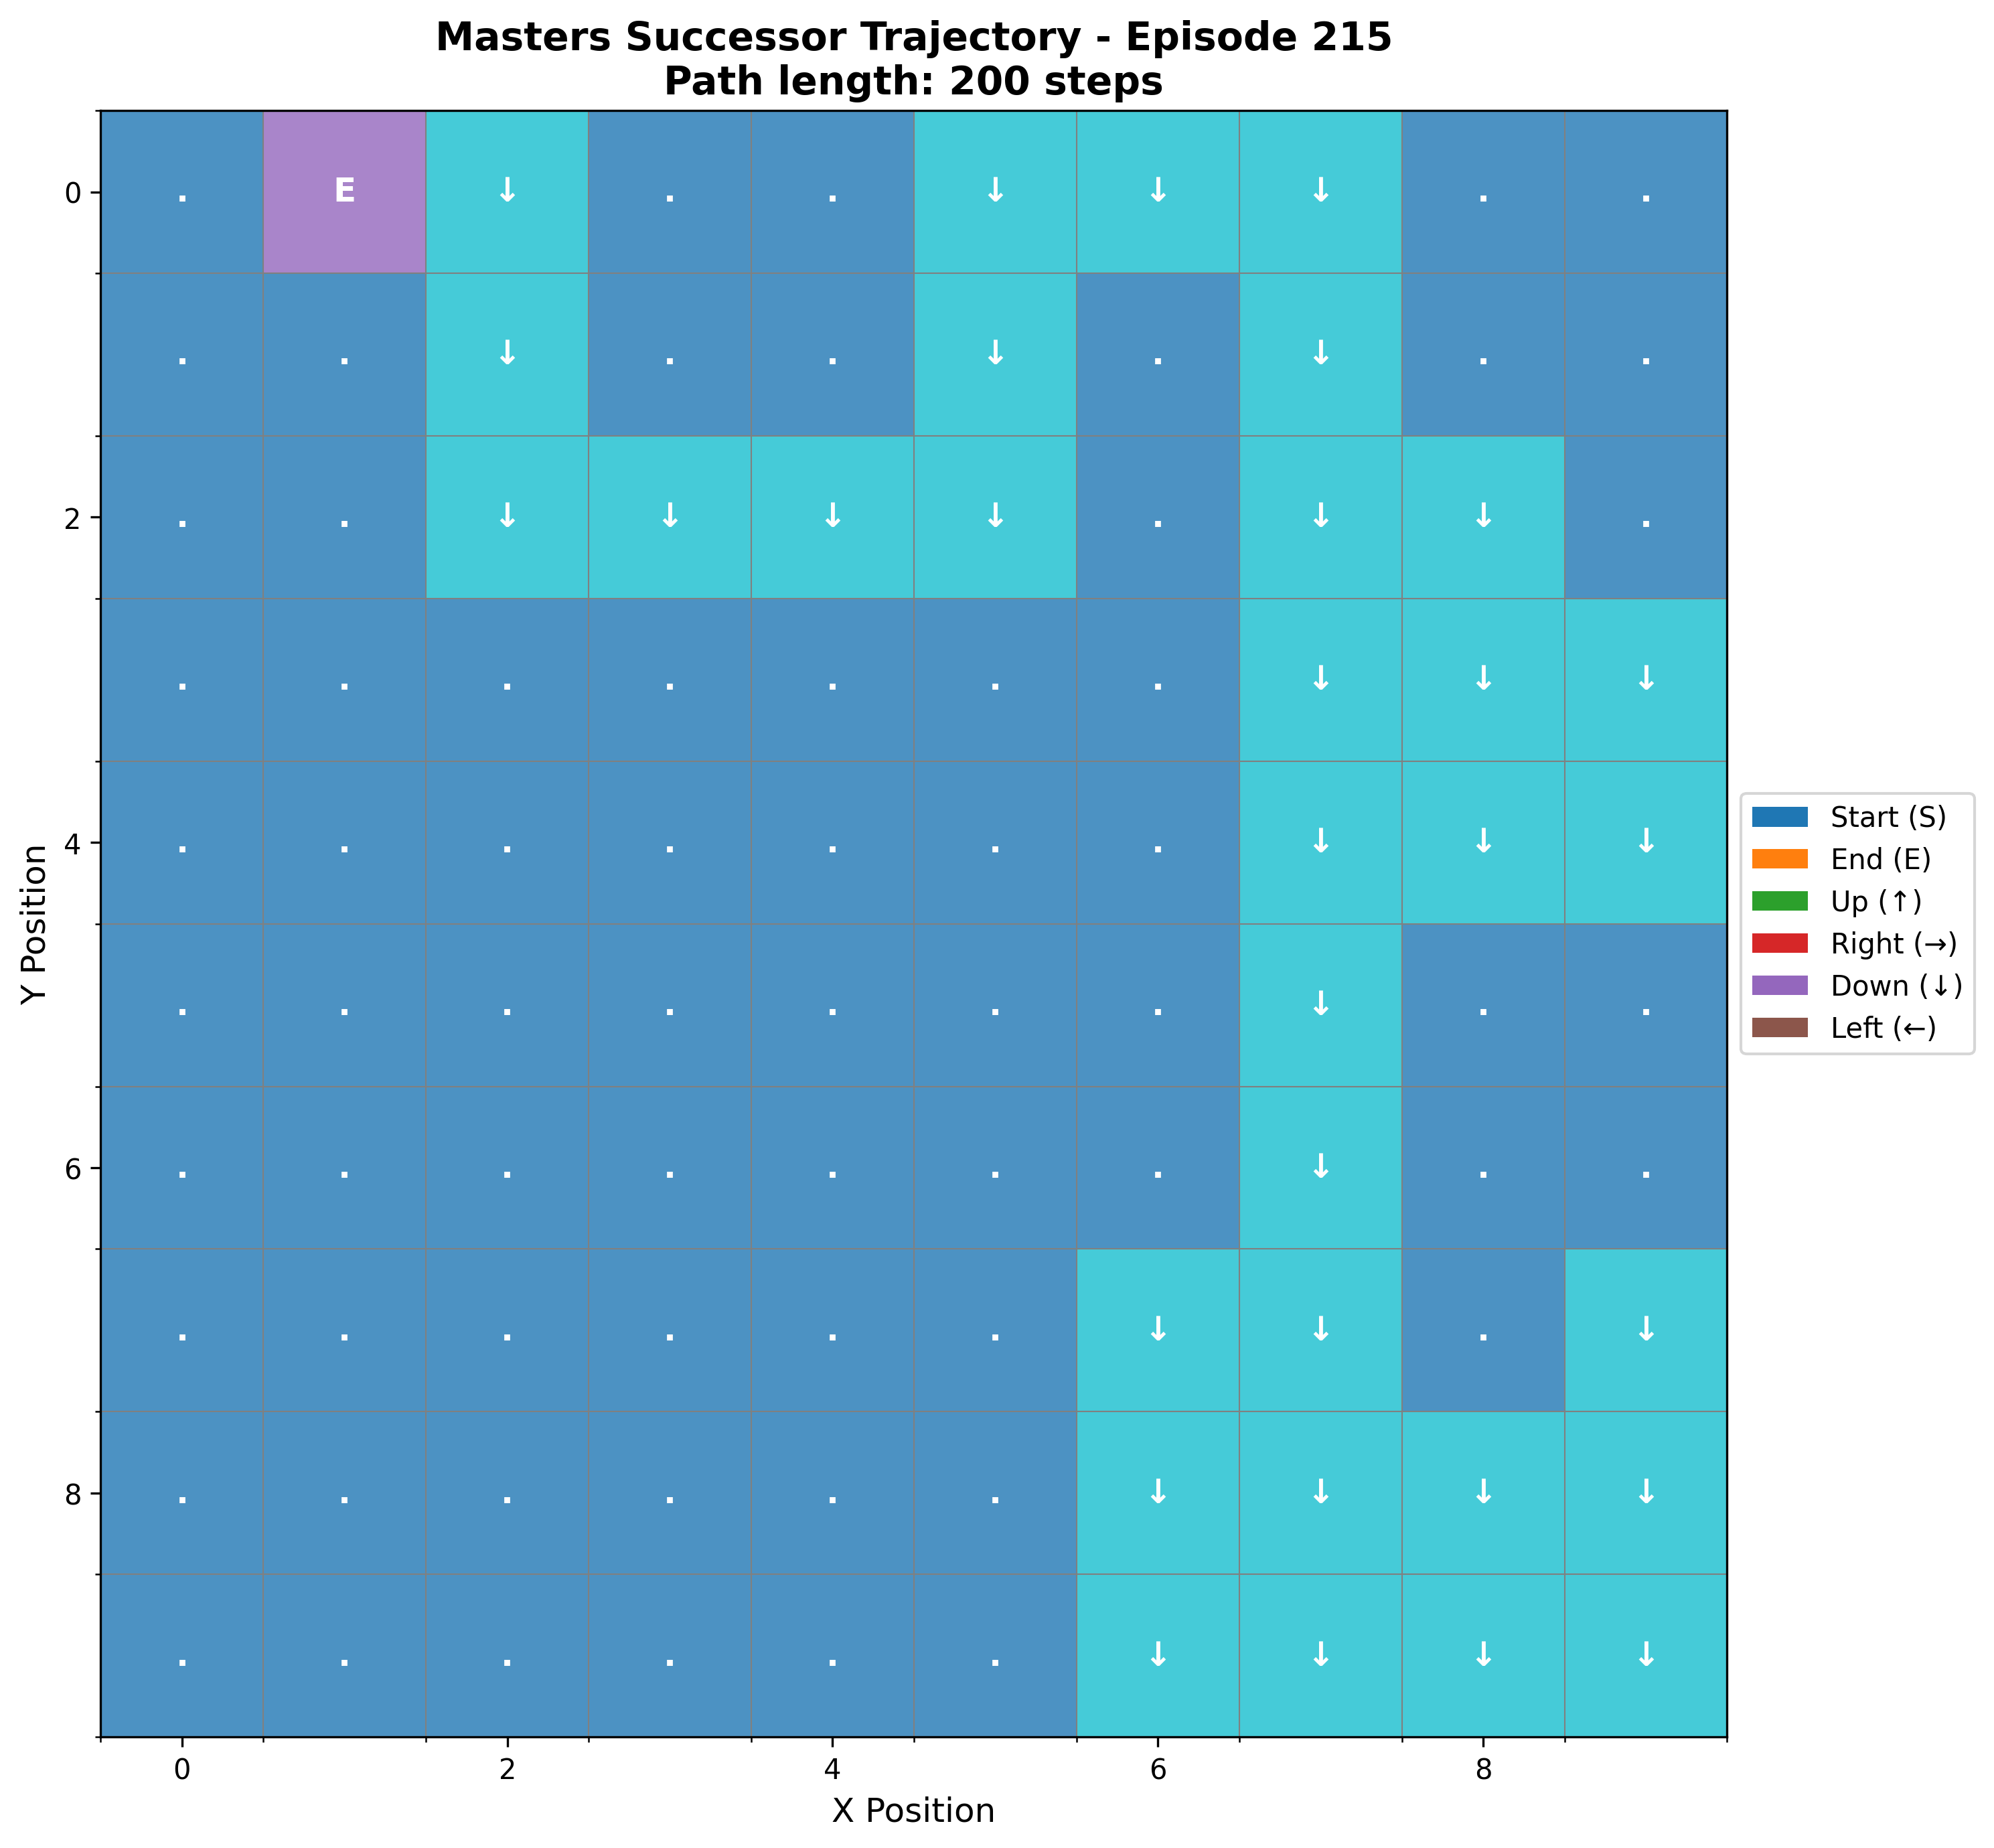 Masters Successor Trajectory - Episode 215
Path length: 200 steps
0 . E ↓ . . ↓ ↓ ↓ . .
. . ↓ . . ↓ . ↓ . .
2 . . ↓ ↓ ↓ ↓ . ↓ ↓ .
. . . . . . . ↓ ↓ ↓
4 . . . . . . . ↓ ↓ ↓
. . . . . . . ↓ . .
6 . . . . . . . ↓ . .
. . . . . . ↓ ↓ . ↓
8 . . . . . . ↓ ↓ ↓ ↓
. . . . . . ↓ ↓ ↓ ↓
0 2 4 6 8
X Position
Y Position
Start (S)
End (E)
Up (↑)
Right (→)
Down (↓)
Left (←)